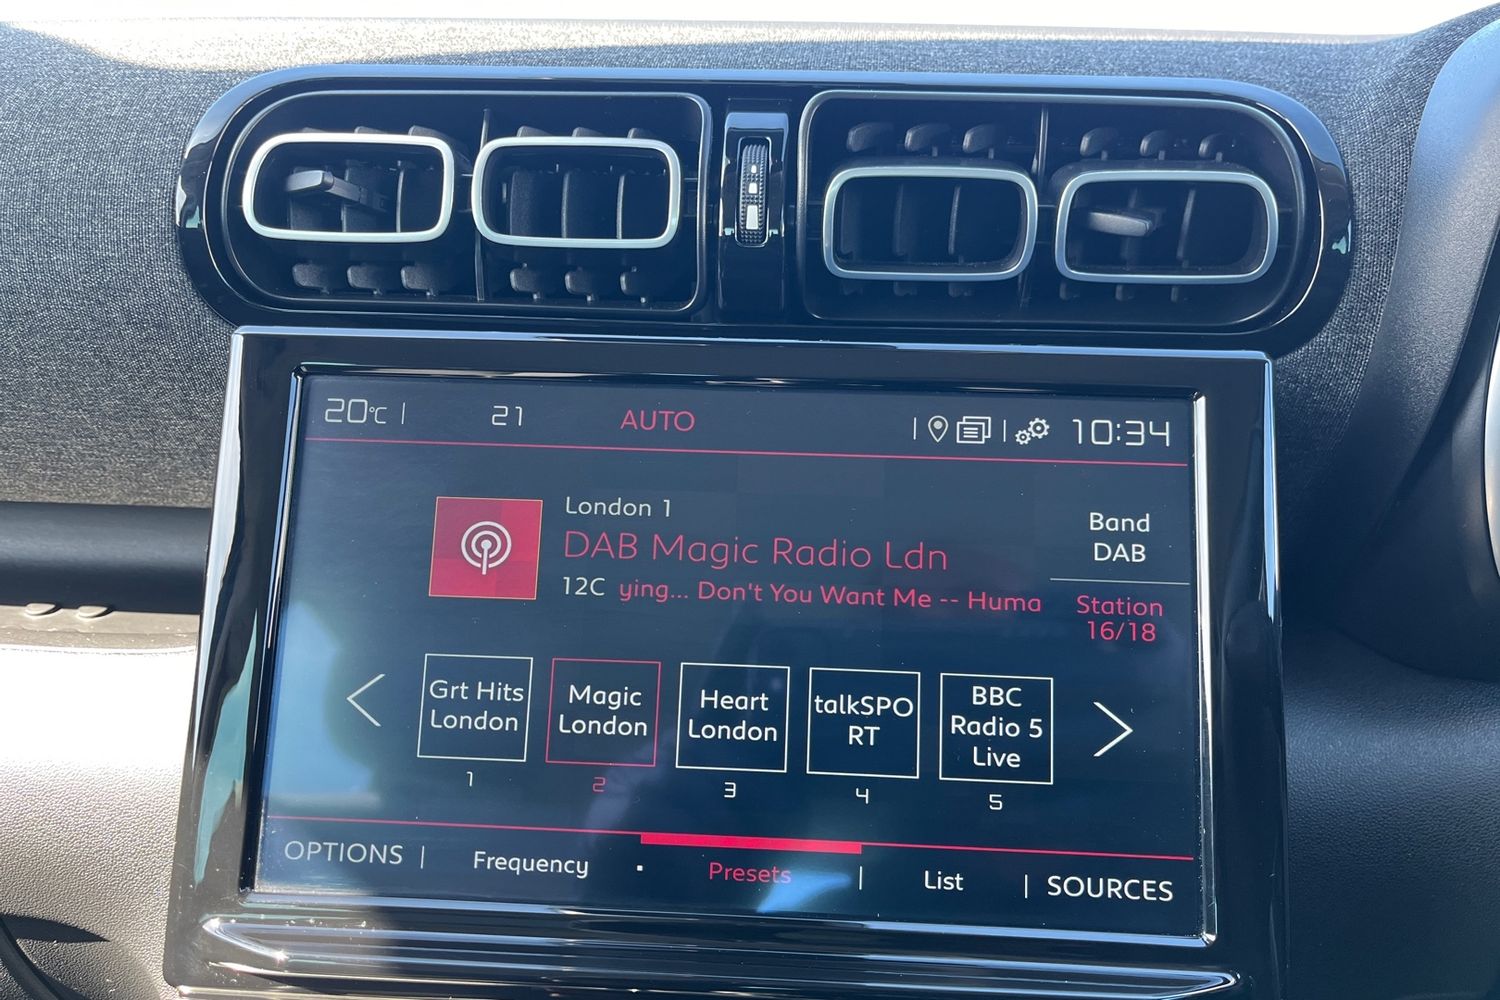 20°C | 21 AUTO | | 10:34
London 1
DAB Magic Radio Ldn
12C ying... Don't You Want Me -- Huma
Band
DAB
Station
16/18
Grt Hits
London
1
Magic
London
2
Heart
London
3
talkSPO
RT
4
BBC
Radio 5
Live
5
OPTIONS | Frequency · Presets | List | SOURCES